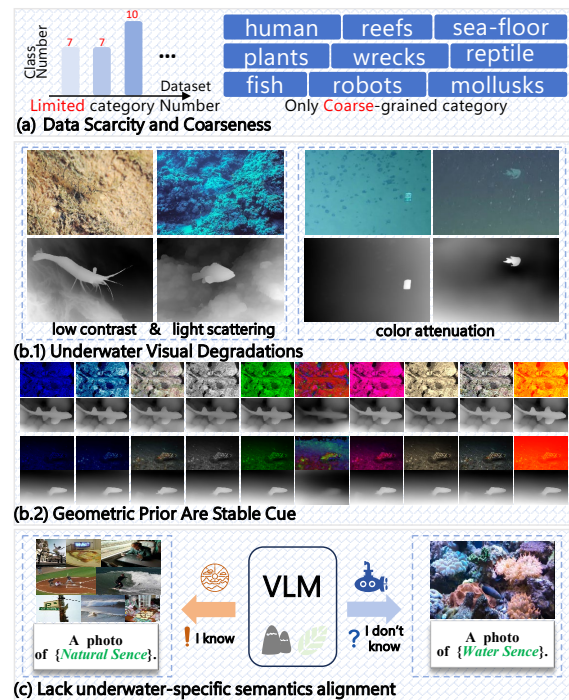 Class
Number
7
7
10
...
Dataset
Limited category Number
human
reefs
sea-floor
plants
wrecks
reptile
fish
robots
mollusks
Only Coarse-grained category
(a) Data Scarcity and Coarseness
low contrast & light scattering
color attenuation
(b.1) Underwater Visual Degradations
(b.2) Geometric Prior Are Stable Cue
A photo
of {Natural Sence}.
! I know
VLM
? I don't
know
A photo
of {Water Sence}.
(c) Lack underwater-specific semantics alignment